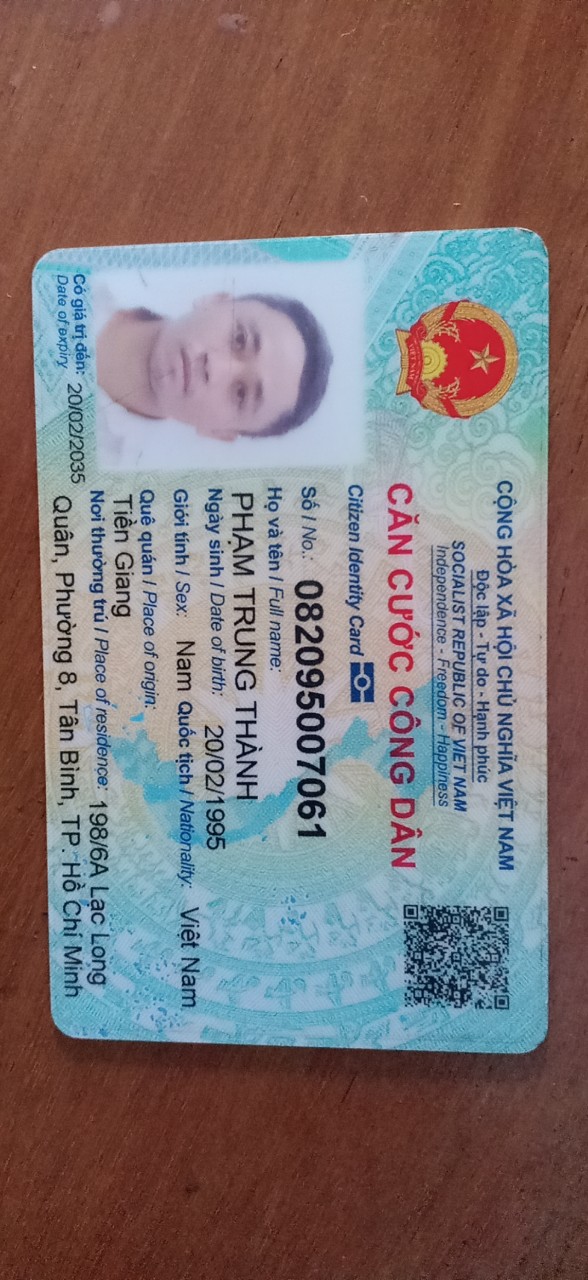 CỘNG HÒA XÃ HỘI CHỦ NGHĨA VIỆT NAM
Độc lập - Tự do - Hạnh phúc
SOCIALIST REPUBLIC OF VIET NAM
Independence - Freedom - Happiness
CĂN CƯỚC CÔNG DÂN
Citizen Identity Card
Số / No.: 082095007061
Họ và tên / Full name:
PHẠM TRUNG THÀNH
Ngày sinh / Date of birth: 20/02/1995
Giới tính / Sex: Nam Quốc tịch / Nationality: Việt Nam
Quê quán / Place of origin:
Tiền Giang
Nơi thường trú / Place of residence: 198/6A Lạc Long
Quân, Phường 8, Tân Bình, TP. Hồ Chí Minh
Có giá trị đến: 20/02/2035
Date of expiry
VIỆT NAM